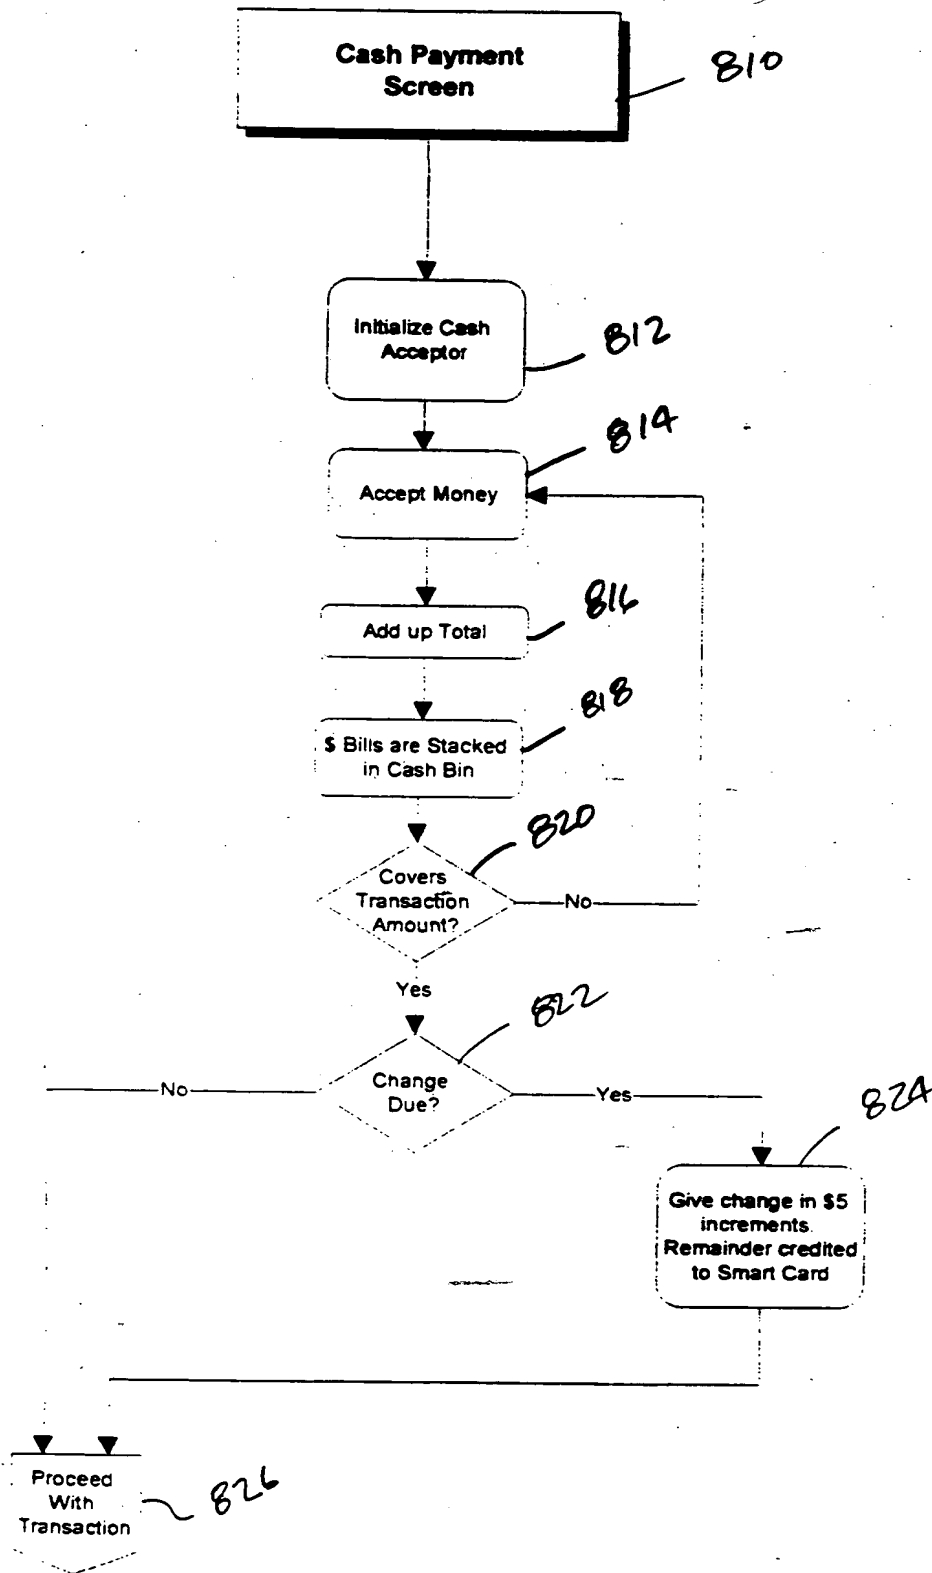 Cash Payment
Screen
810
Initialize Cash
Acceptor
812
814
Accept Money
816
Add up Total
818
$ Bills are Stacked
in Cash Bin
820
Covers
Transaction
Amount?
No
Yes
822
Change
Due?
No
Yes
824
Give change in $5
increments.
Remainder credited
to Smart Card
Proceed
With
Transaction
826